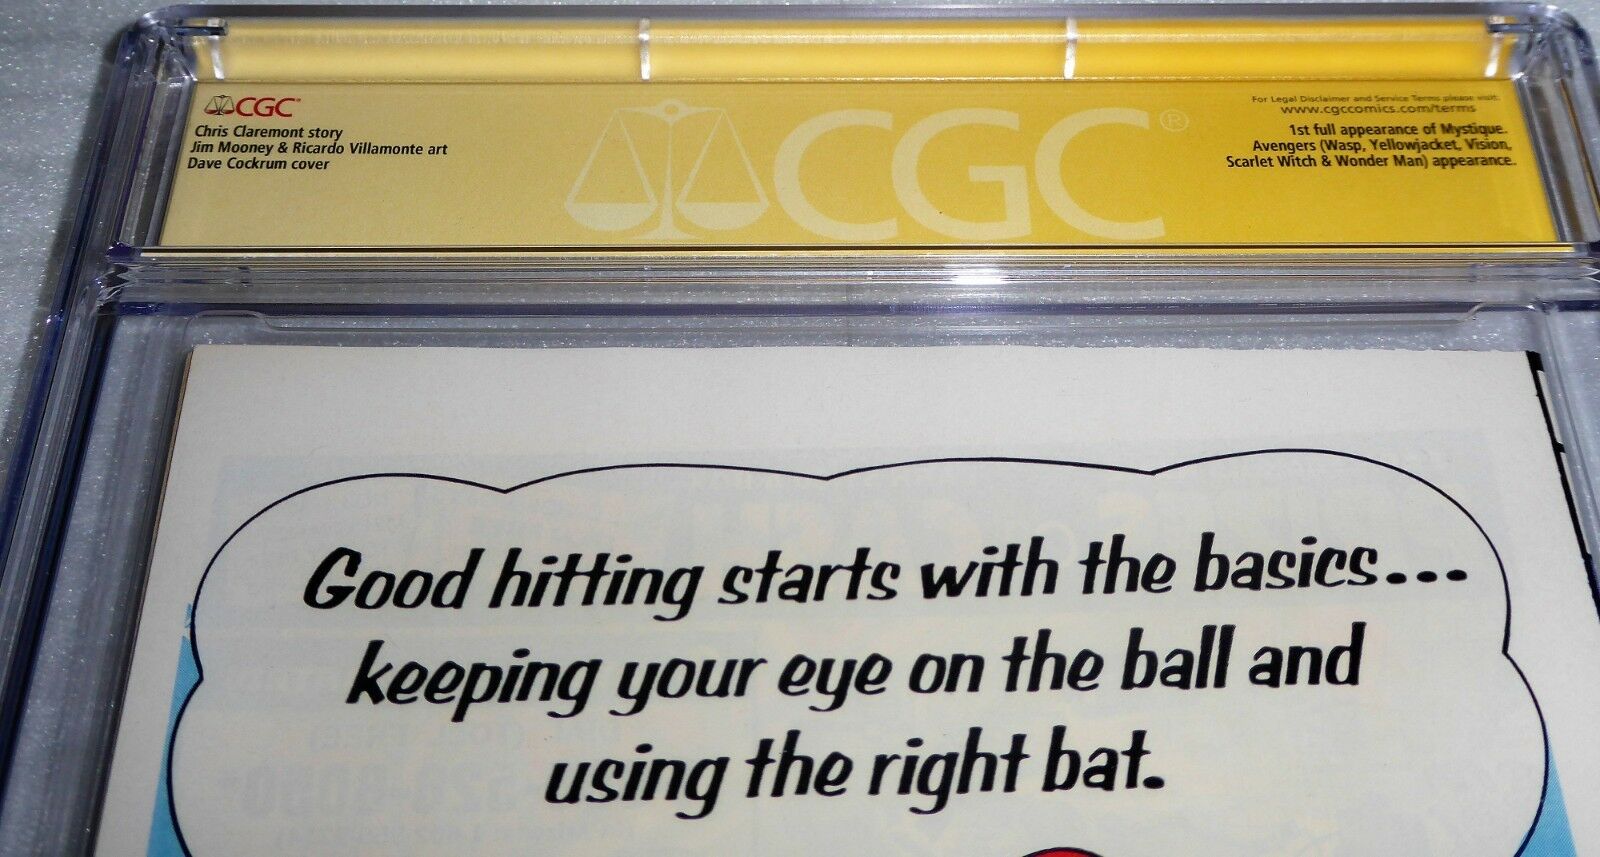 CGC
Chris Claremont story
Jim Mooney & Ricardo Villamonte art
Dave Cockrum cover
CGC®
For Legal Disclaimer and Service Terms please visit:
www.cgccomics.com/terms
1st full appearance of Mystique.
Avengers (Wasp, Yellowjacket, Vision,
Scarlet Witch & Wonder Man) appearance.
Good hitting starts with the basics...
keeping your eye on the ball and
using the right bat.